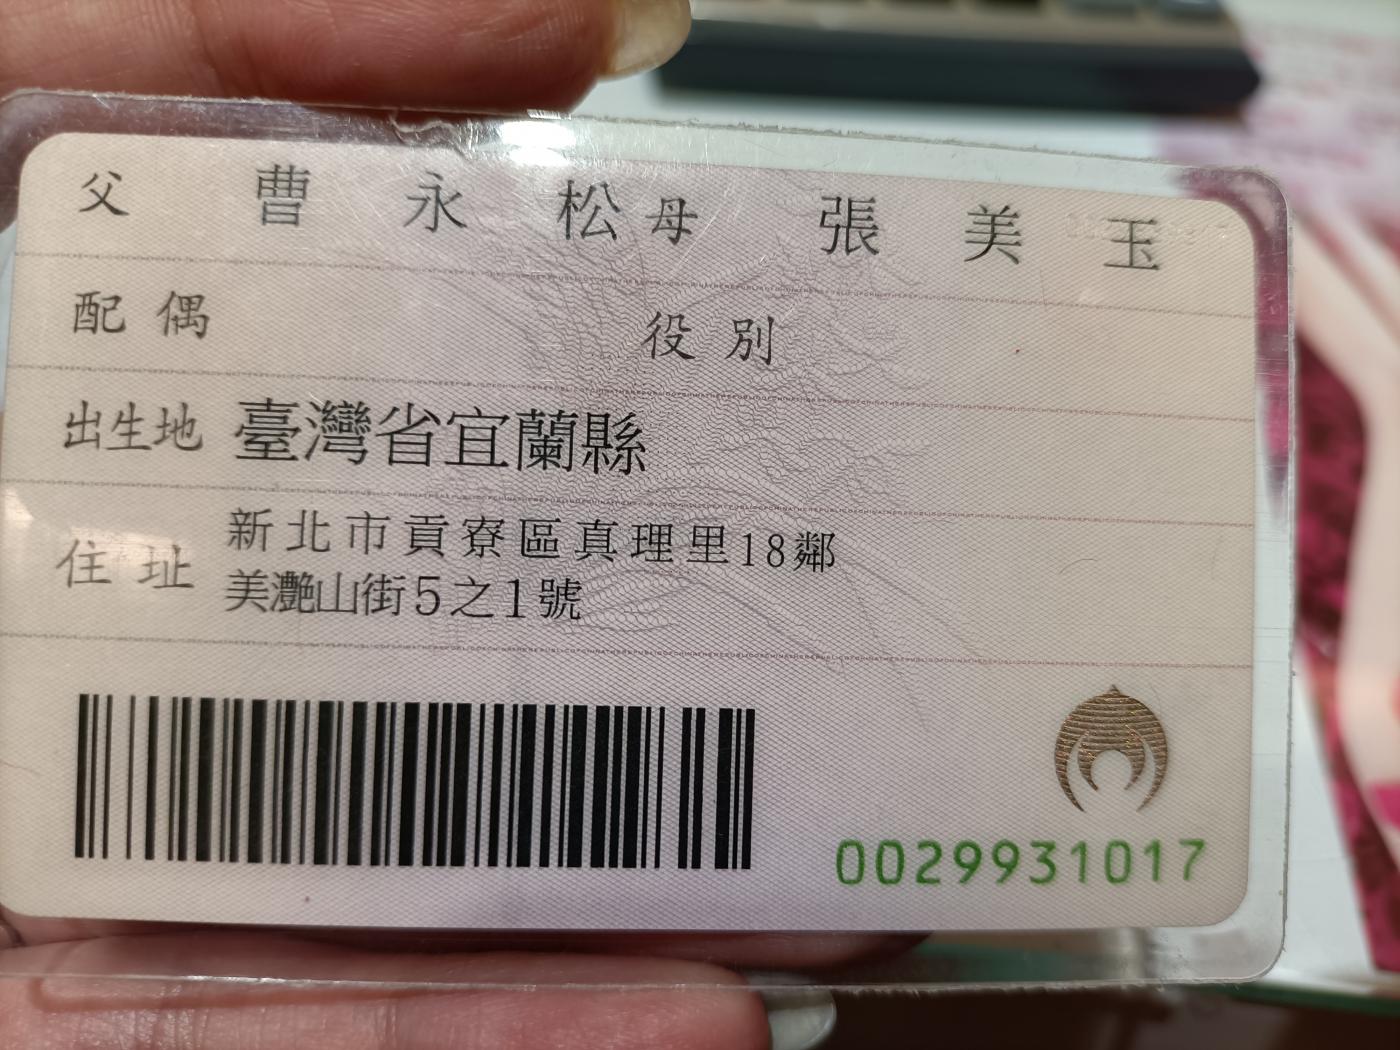 父 曹永松 母 張美玉
配偶 役別
出生地 臺灣省宜蘭縣
住址 新北市貢寮區真理里18鄰
美灔山街5之1號
0029931017